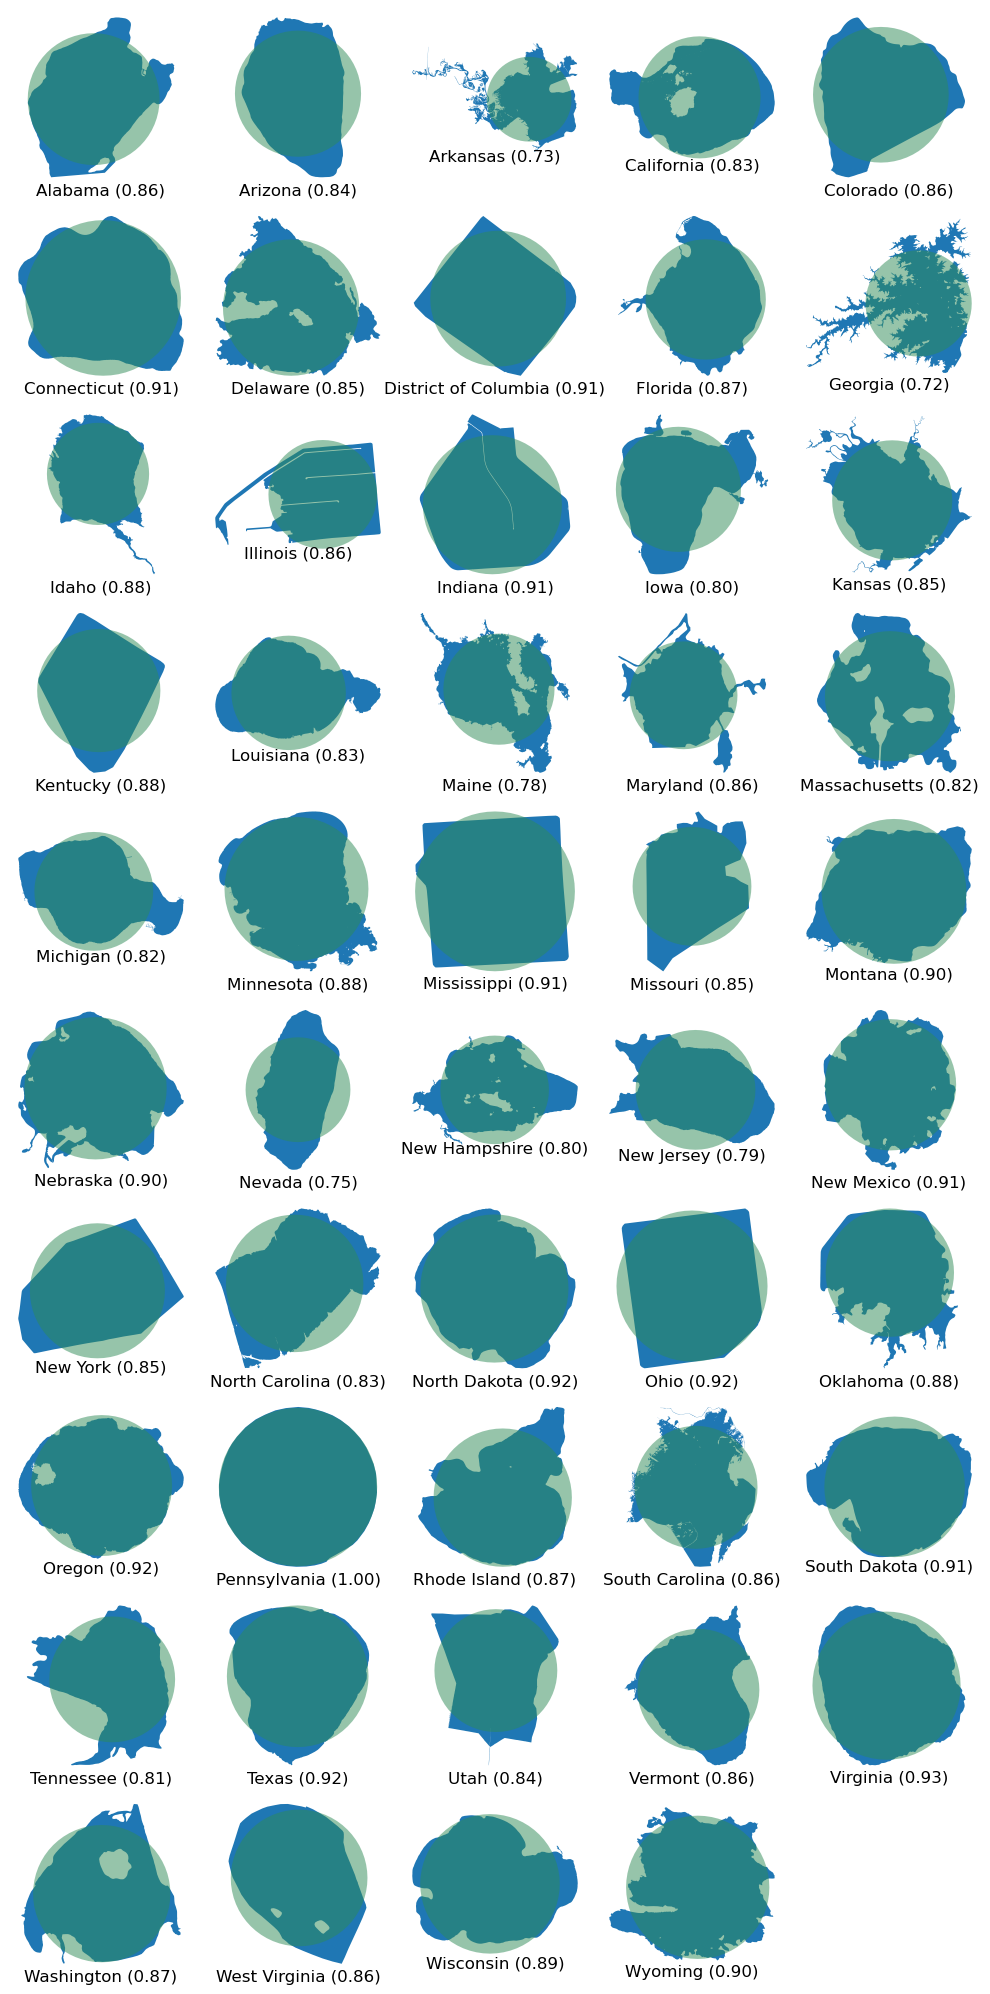 Alabama (0.86)
Arizona (0.84)
Arkansas (0.73)
California (0.83)
Colorado (0.86)
Connecticut (0.91)
Delaware (0.85)
District of Columbia (0.91)
Florida (0.87)
Georgia (0.72)
Idaho (0.88)
Illinois (0.86)
Indiana (0.91)
Iowa (0.80)
Kansas (0.85)
Kentucky (0.88)
Louisiana (0.83)
Maine (0.78)
Maryland (0.86)
Massachusetts (0.82)
Michigan (0.82)
Minnesota (0.88)
Mississippi (0.91)
Missouri (0.85)
Montana (0.90)
Nebraska (0.90)
Nevada (0.75)
New Hampshire (0.80)
New Jersey (0.79)
New Mexico (0.91)
New York (0.85)
North Carolina (0.83)
North Dakota (0.92)
Ohio (0.92)
Oklahoma (0.88)
Oregon (0.92)
Pennsylvania (1.00)
Rhode Island (0.87)
South Carolina (0.86)
South Dakota (0.91)
Tennessee (0.81)
Texas (0.92)
Utah (0.84)
Vermont (0.86)
Virginia (0.93)
Washington (0.87)
West Virginia (0.86)
Wisconsin (0.89)
Wyoming (0.90)